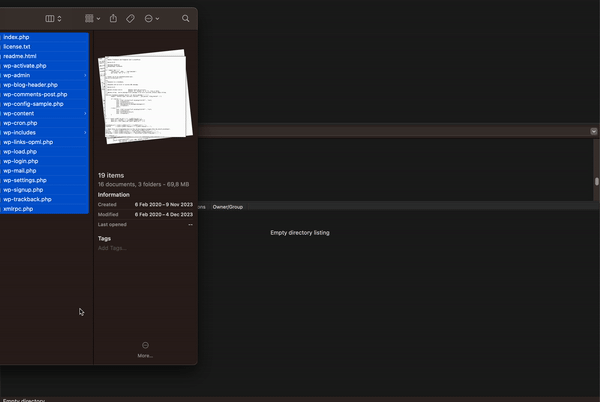 index.php
license.txt
readme.html
wp-activate.php
wp-admin
wp-blog-header.php
wp-comments-post.php
wp-config-sample.php
wp-content
wp-cron.php
wp-includes
wp-links-opml.php
wp-load.php
wp-login.php
wp-mail.php
wp-settings.php
wp-signup.php
wp-trackback.php
xmlrpc.php
19 items
16 documents, 3 folders - 69,8 MB
Information
Created 6 Feb 2020 – 9 Nov 2023
Modified 6 Feb 2020 – 4 Dec 2023
Last opened --
Tags
Add Tags...
More...
Owner/Group
Empty directory listing
Empty directory